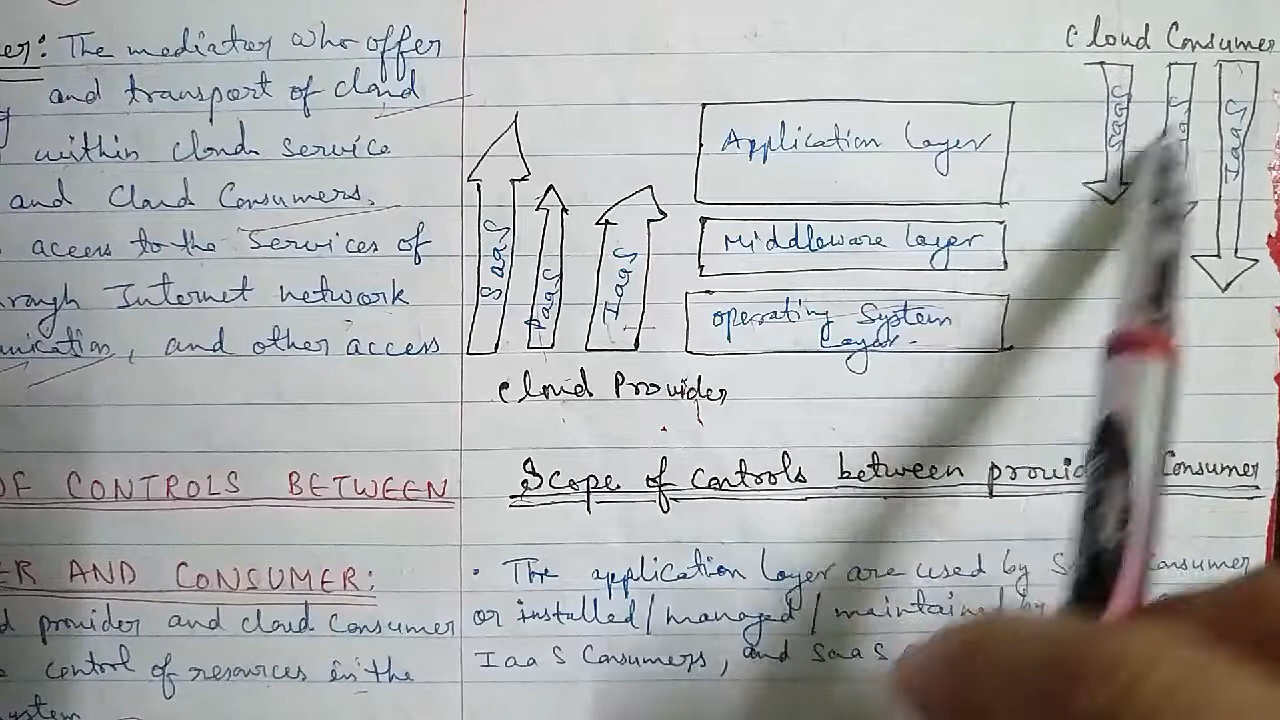 er: The mediator who offer
and transport of cloud
within cloud service
and Cloud Consumers.
access to the Services of
rough Internet network
unication, and other access
OF CONTROLS BETWEEN
ER AND CONSUMER:
d provider and cloud Consumer
control of resources in the
ystem
Cloud Consumer
SaaS
IaaS
Application layer
Middleware layer
Operating System
Layer.
SaaS
PaaS
IaaS
Cloud Provider
Scope of Controls between provid Consumer
• The application layer are used by S Consumer
or installed/managed/maintained by
IaaS Consumers, and SaaS